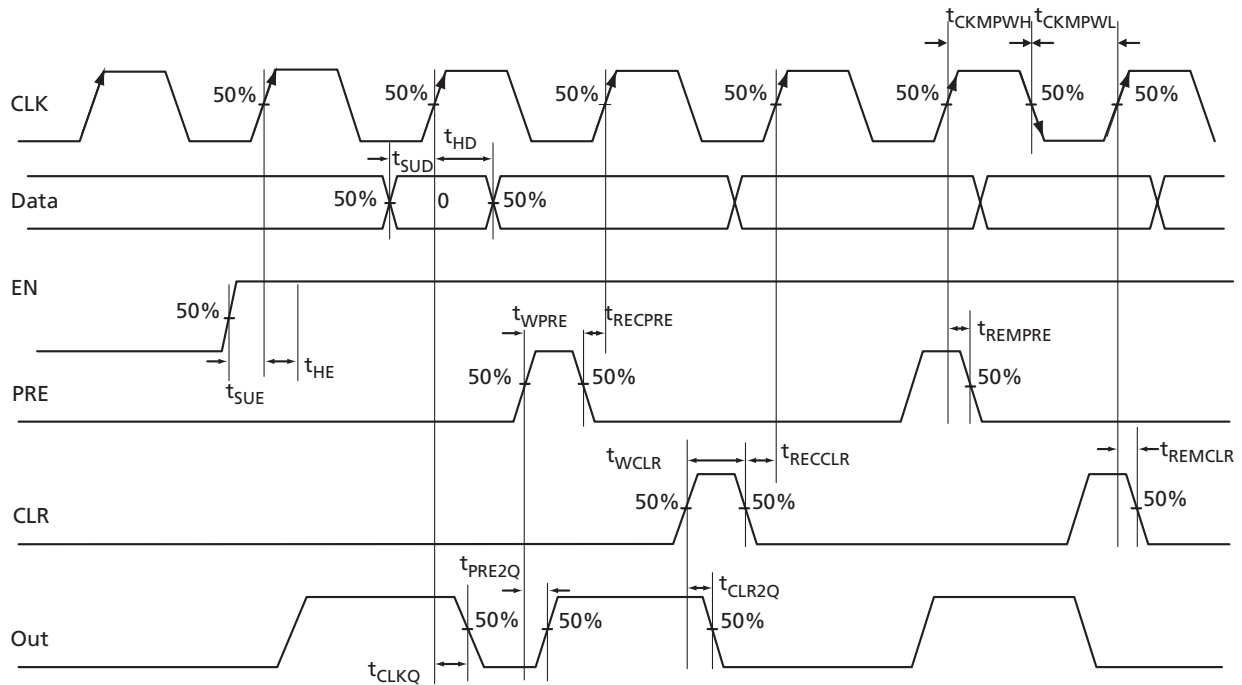 tCKMPWH tCKMPWL
CLK 50% 50% 50% 50% 50% 50% 50%
tSUD tHD
Data 50% 0 50%
EN 50%
tSUE tHE tWPRE tRECPRE tREMPRE
PRE 50% 50% 50%
tWCLR tRECCLR tREMCLR
CLR 50% 50% 50%
tPRE2Q tCLR2Q
Out 50% 50% 50%
tCLKQ